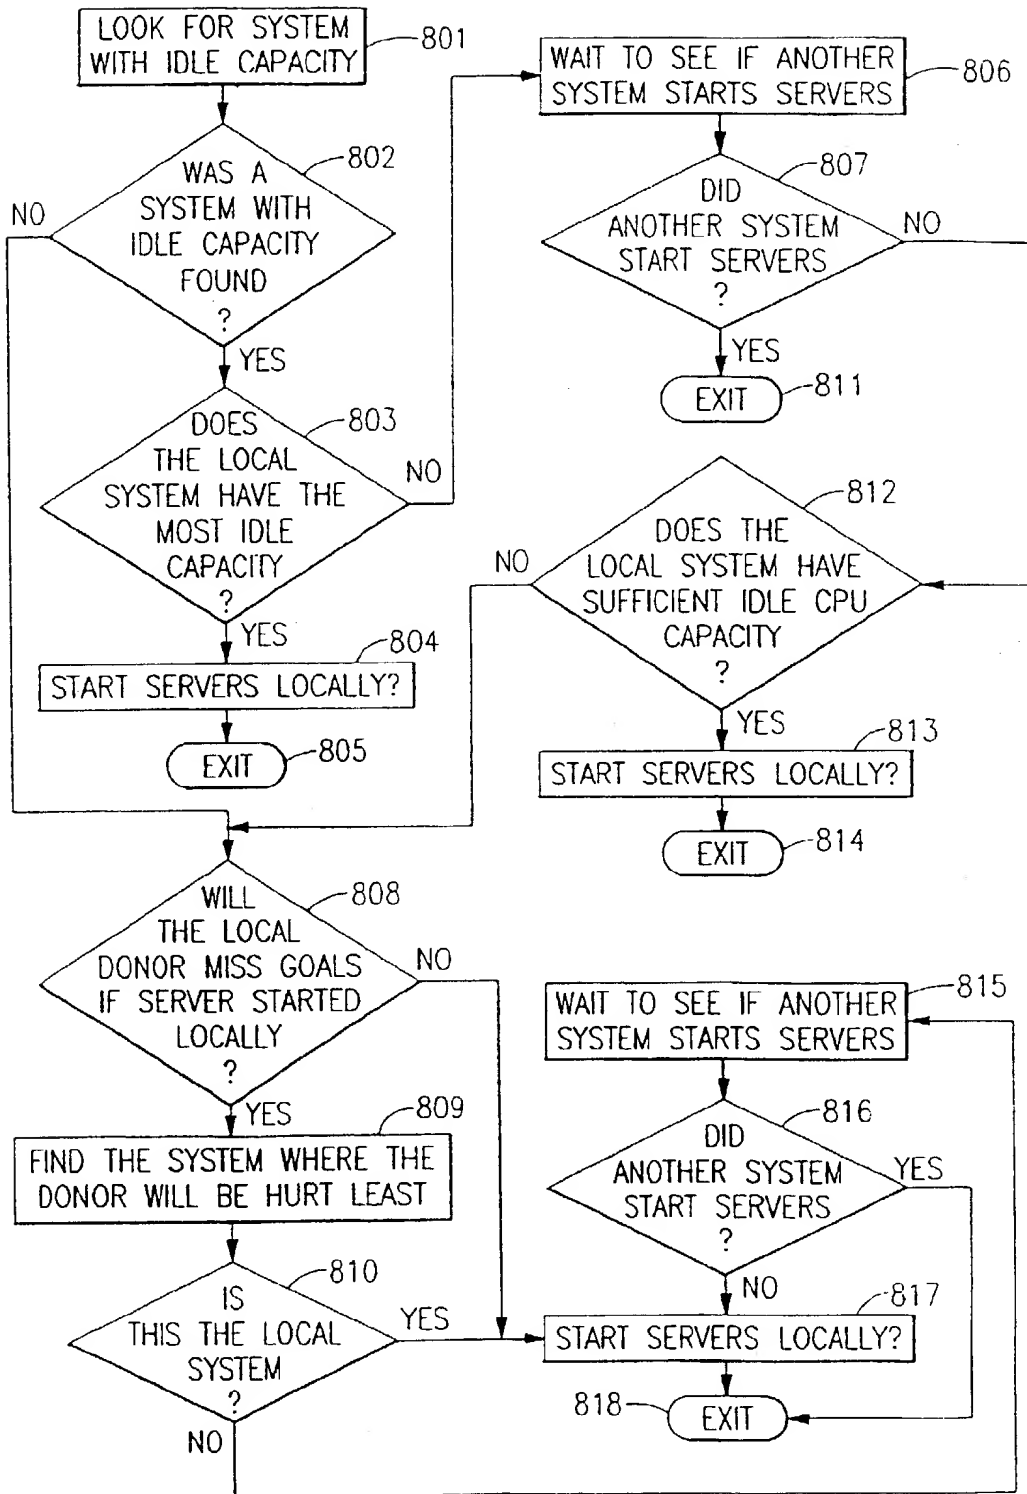 LOOK FOR SYSTEM
WITH IDLE CAPACITY
801
WAS A
SYSTEM WITH
IDLE CAPACITY
FOUND
?
802
NO
YES
DOES
THE LOCAL
SYSTEM HAVE THE
MOST IDLE
CAPACITY
?
803
NO
YES
START SERVERS LOCALLY?
804
EXIT
805
WAIT TO SEE IF ANOTHER
SYSTEM STARTS SERVERS
806
DID
ANOTHER SYSTEM
START SERVERS
?
807
NO
YES
EXIT
811
DOES THE
LOCAL SYSTEM HAVE
SUFFICIENT IDLE CPU
CAPACITY
?
812
NO
YES
START SERVERS LOCALLY?
813
EXIT
814
WILL
THE LOCAL
DONOR MISS GOALS
IF SERVER STARTED
LOCALLY
?
808
NO
YES
FIND THE SYSTEM WHERE THE
DONOR WILL BE HURT LEAST
809
IS
THIS THE LOCAL
SYSTEM
?
810
YES
NO
WAIT TO SEE IF ANOTHER
SYSTEM STARTS SERVERS
815
DID
ANOTHER SYSTEM
START SERVERS
?
816
YES
NO
START SERVERS LOCALLY?
817
EXIT
818